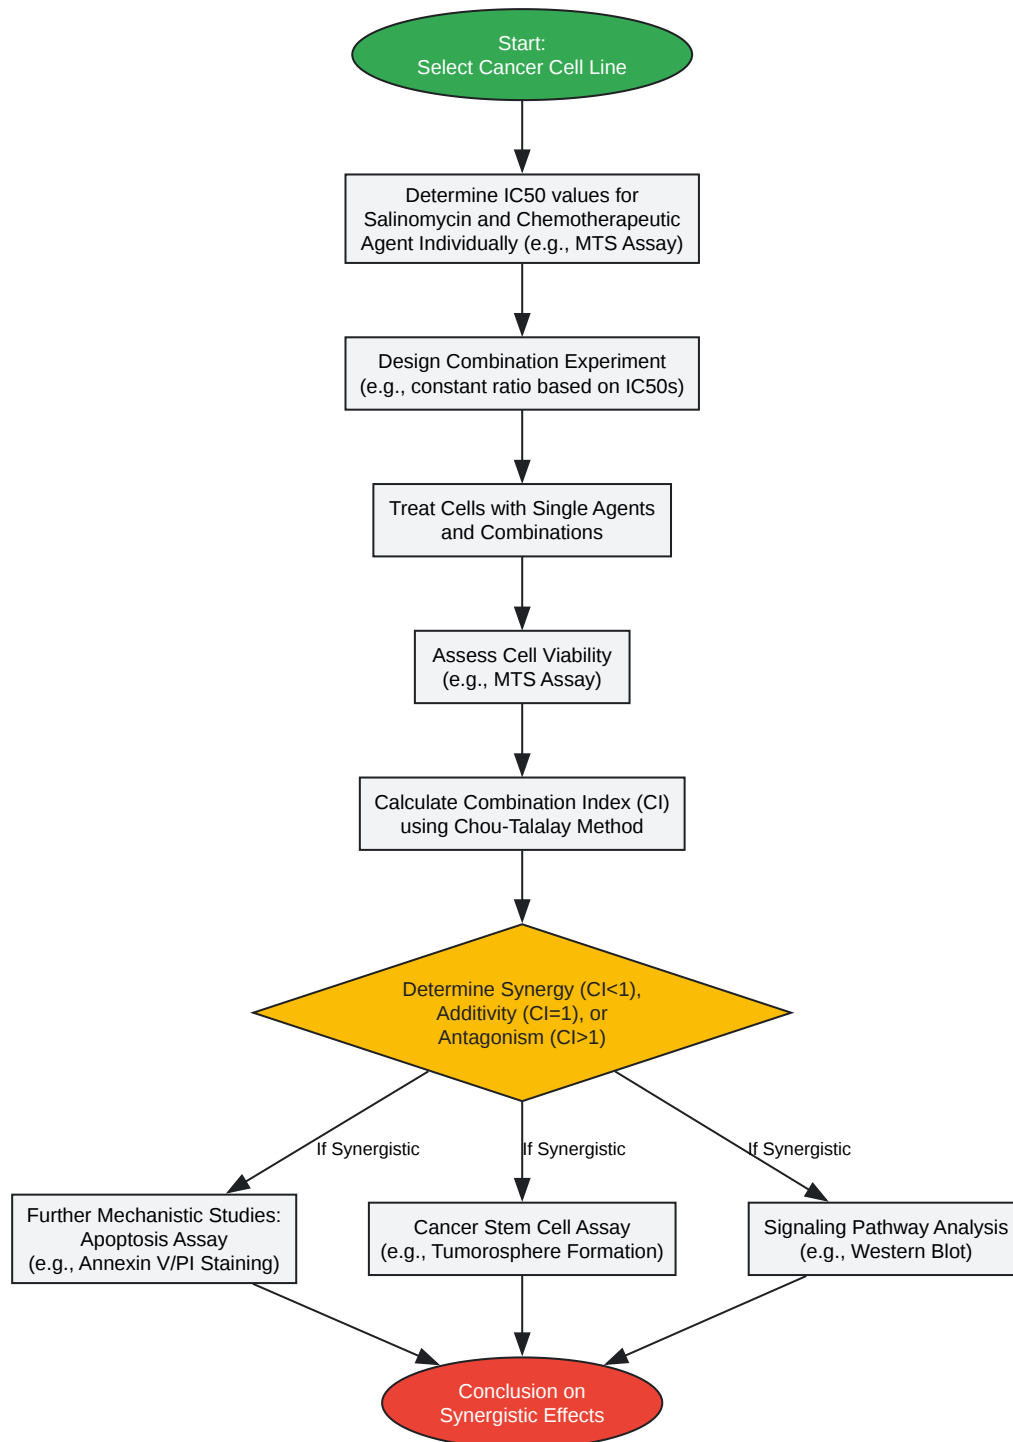 Start:
Select Cancer Cell Line
Determine IC50 values for
Salinomycin and Chemotherapeutic
Agent Individually (e.g., MTS Assay)
Design Combination Experiment
(e.g., constant ratio based on IC50s)
Treat Cells with Single Agents
and Combinations
Assess Cell Viability
(e.g., MTS Assay)
Calculate Combination Index (CI)
using Chou-Talalay Method
Determine Synergy (CI<1),
Additivity (CI=1), or
Antagonism (CI>1)
If Synergistic
If Synergistic
If Synergistic
Further Mechanistic Studies:
Apoptosis Assay
(e.g., Annexin V/PI Staining)
Cancer Stem Cell Assay
(e.g., Tumorosphere Formation)
Signaling Pathway Analysis
(e.g., Western Blot)
Conclusion on
Synergistic Effects